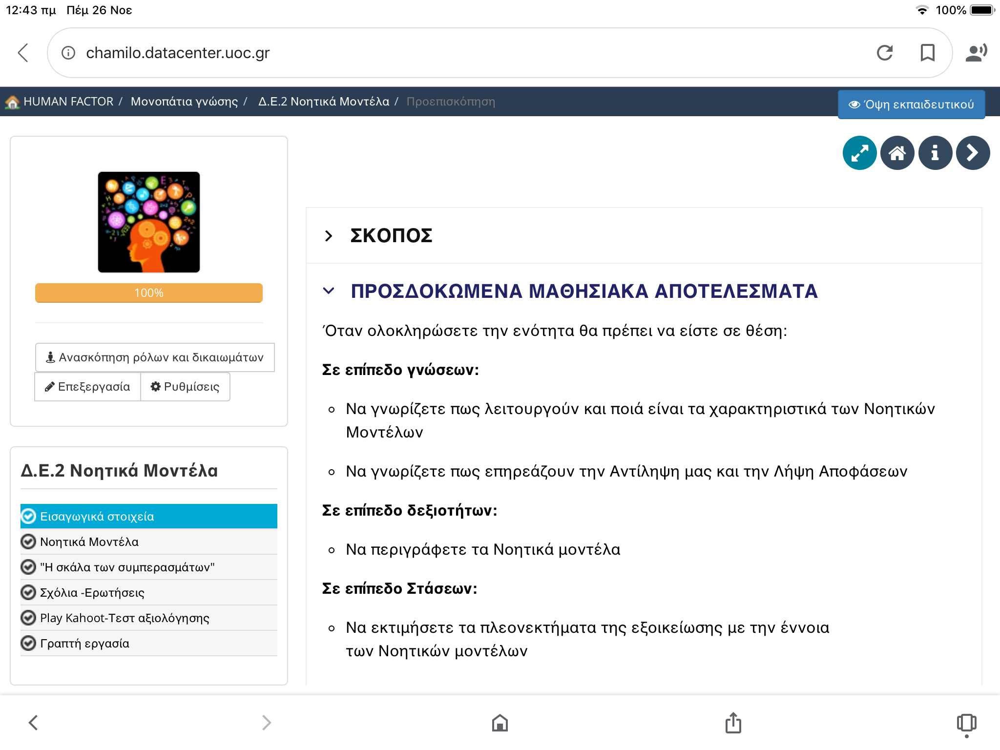 12:43 πμ Πέμ 26 Νοε 100%
chamilo.datacenter.uoc.gr
HUMAN FACTOR / Μονοπάτια γνώσης / Δ.Ε.2 Νοητικά Μοντέλα / Προεπισκόπηση
Όψη εκπαιδευτικού
100%
Ανασκόπηση ρόλων και δικαιωμάτων
Επεξεργασία Ρυθμίσεις
Δ.Ε.2 Νοητικά Μοντέλα
Εισαγωγικά στοιχεία
Νοητικά Μοντέλα
"Η σκάλα των συμπερασμάτων"
Σχόλια -Ερωτήσεις
Play Kahoot-Τεστ αξιολόγησης
Γραπτή εργασία
ΣΚΟΠΟΣ
ΠΡΟΣΔΟΚΩΜΕΝΑ ΜΑΘΗΣΙΑΚΑ ΑΠΟΤΕΛΕΣΜΑΤΑ
Όταν ολοκληρώσετε την ενότητα θα πρέπει να είστε σε θέση:
Σε επίπεδο γνώσεων:
Να γνωρίζετε πως λειτουργούν και ποιά είναι τα χαρακτηριστικά των Νοητικών
Μοντέλων
Να γνωρίζετε πως επηρεάζουν την Αντίληψη μας και την Λήψη Αποφάσεων
Σε επίπεδο δεξιοτήτων:
Να περιγράφετε τα Νοητικά μοντέλα
Σε επίπεδο Στάσεων:
Να εκτιμήσετε τα πλεονεκτήματα της εξοικείωσης με την έννοια
των Νοητικών μοντέλων